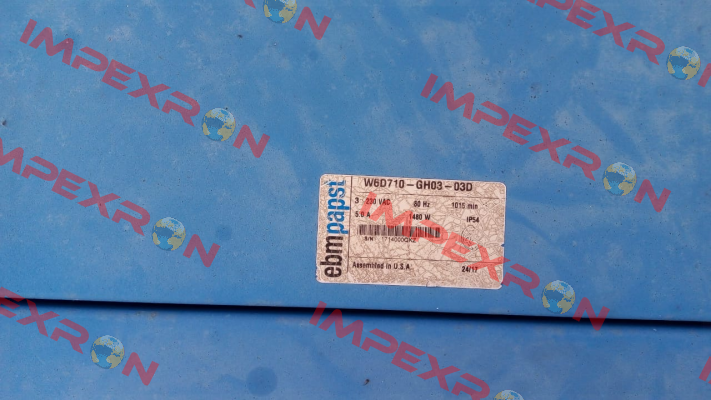 IMPEXRON
IMPEXRON
IMPEXRON
IMPEXRON
IMPEXRON
IMPEXRON
IMPEXRON
IMPEXRON
ebmpapst
W6D710-GH03-03D
3 230 VAC 60 Hz 1015 min
5.0 A 1480 W IP54
S/N
Assembled in U.S.A. 24/17